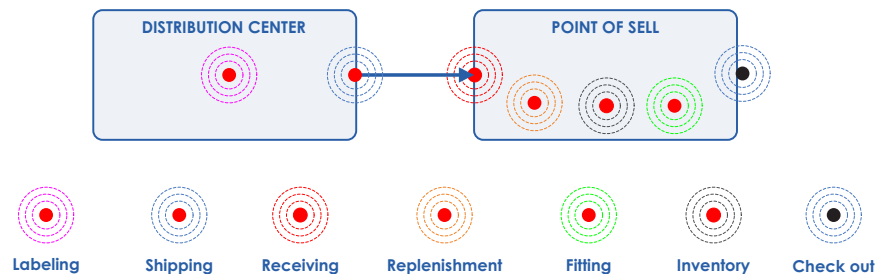 DISTRIBUTION CENTER
POINT OF SELL
Labeling
Shipping
Receiving
Replenishment
Fitting
Inventory
Check out